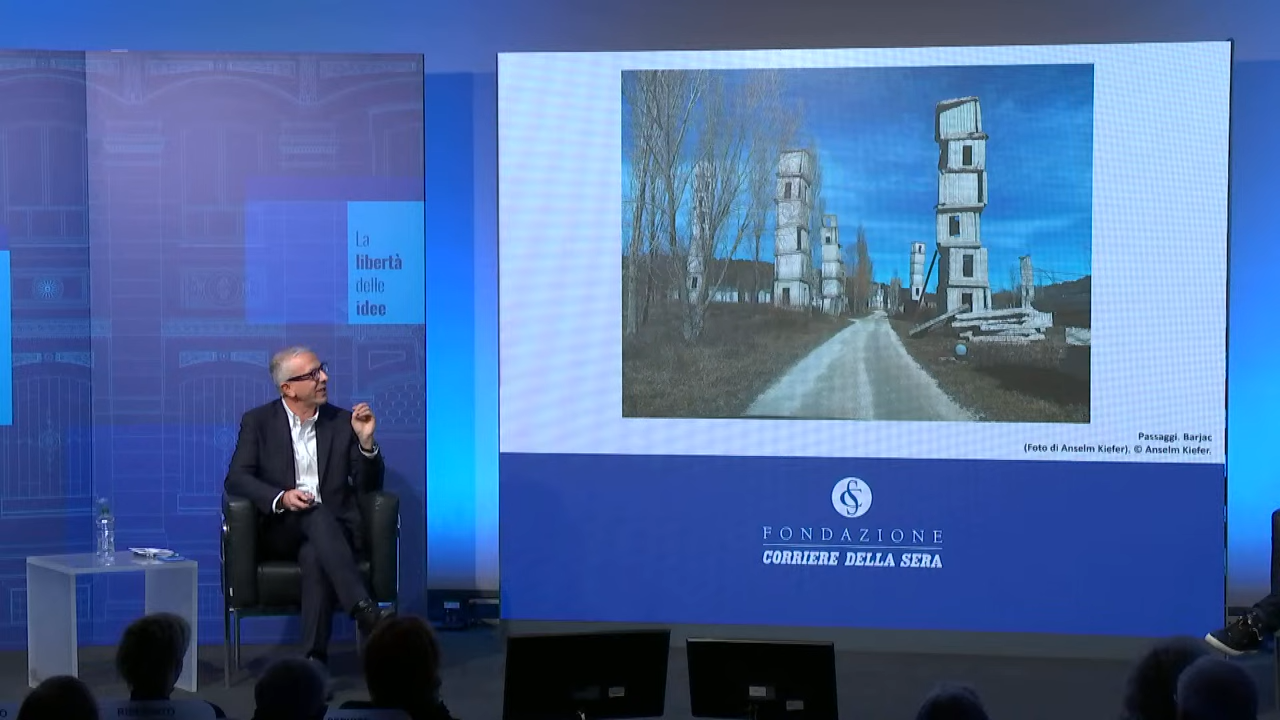 La
libertà
delle
idee
Passaggi. Barjac
(Foto di Anselm Kiefer). © Anselm Kiefer.
FONDAZIONE
CORRIERE DELLA SERA